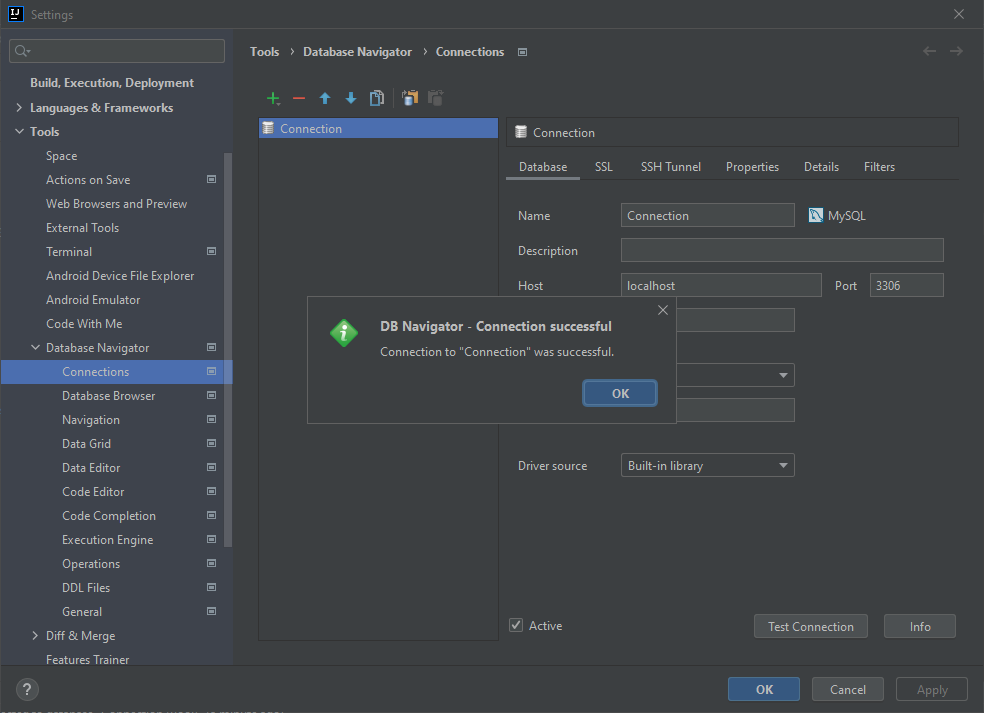 Settings
Tools › Database Navigator › Connections
Build, Execution, Deployment
Languages & Frameworks
Tools
Space
Actions on Save
Web Browsers and Preview
External Tools
Terminal
Android Device File Explorer
Android Emulator
Code With Me
Database Navigator
Connections
Database Browser
Navigation
Data Grid
Data Editor
Code Editor
Code Completion
Execution Engine
Operations
DDL Files
General
Diff & Merge
Features Trainer
Connection
Connection
Database SSL SSH Tunnel Properties Details Filters
Name Connection MySQL
Description
Host localhost Port 3306
DB Navigator - Connection successful
Connection to "Connection" was successful.
OK
Driver source Built-in library
Active Test Connection Info
? OK Cancel Apply